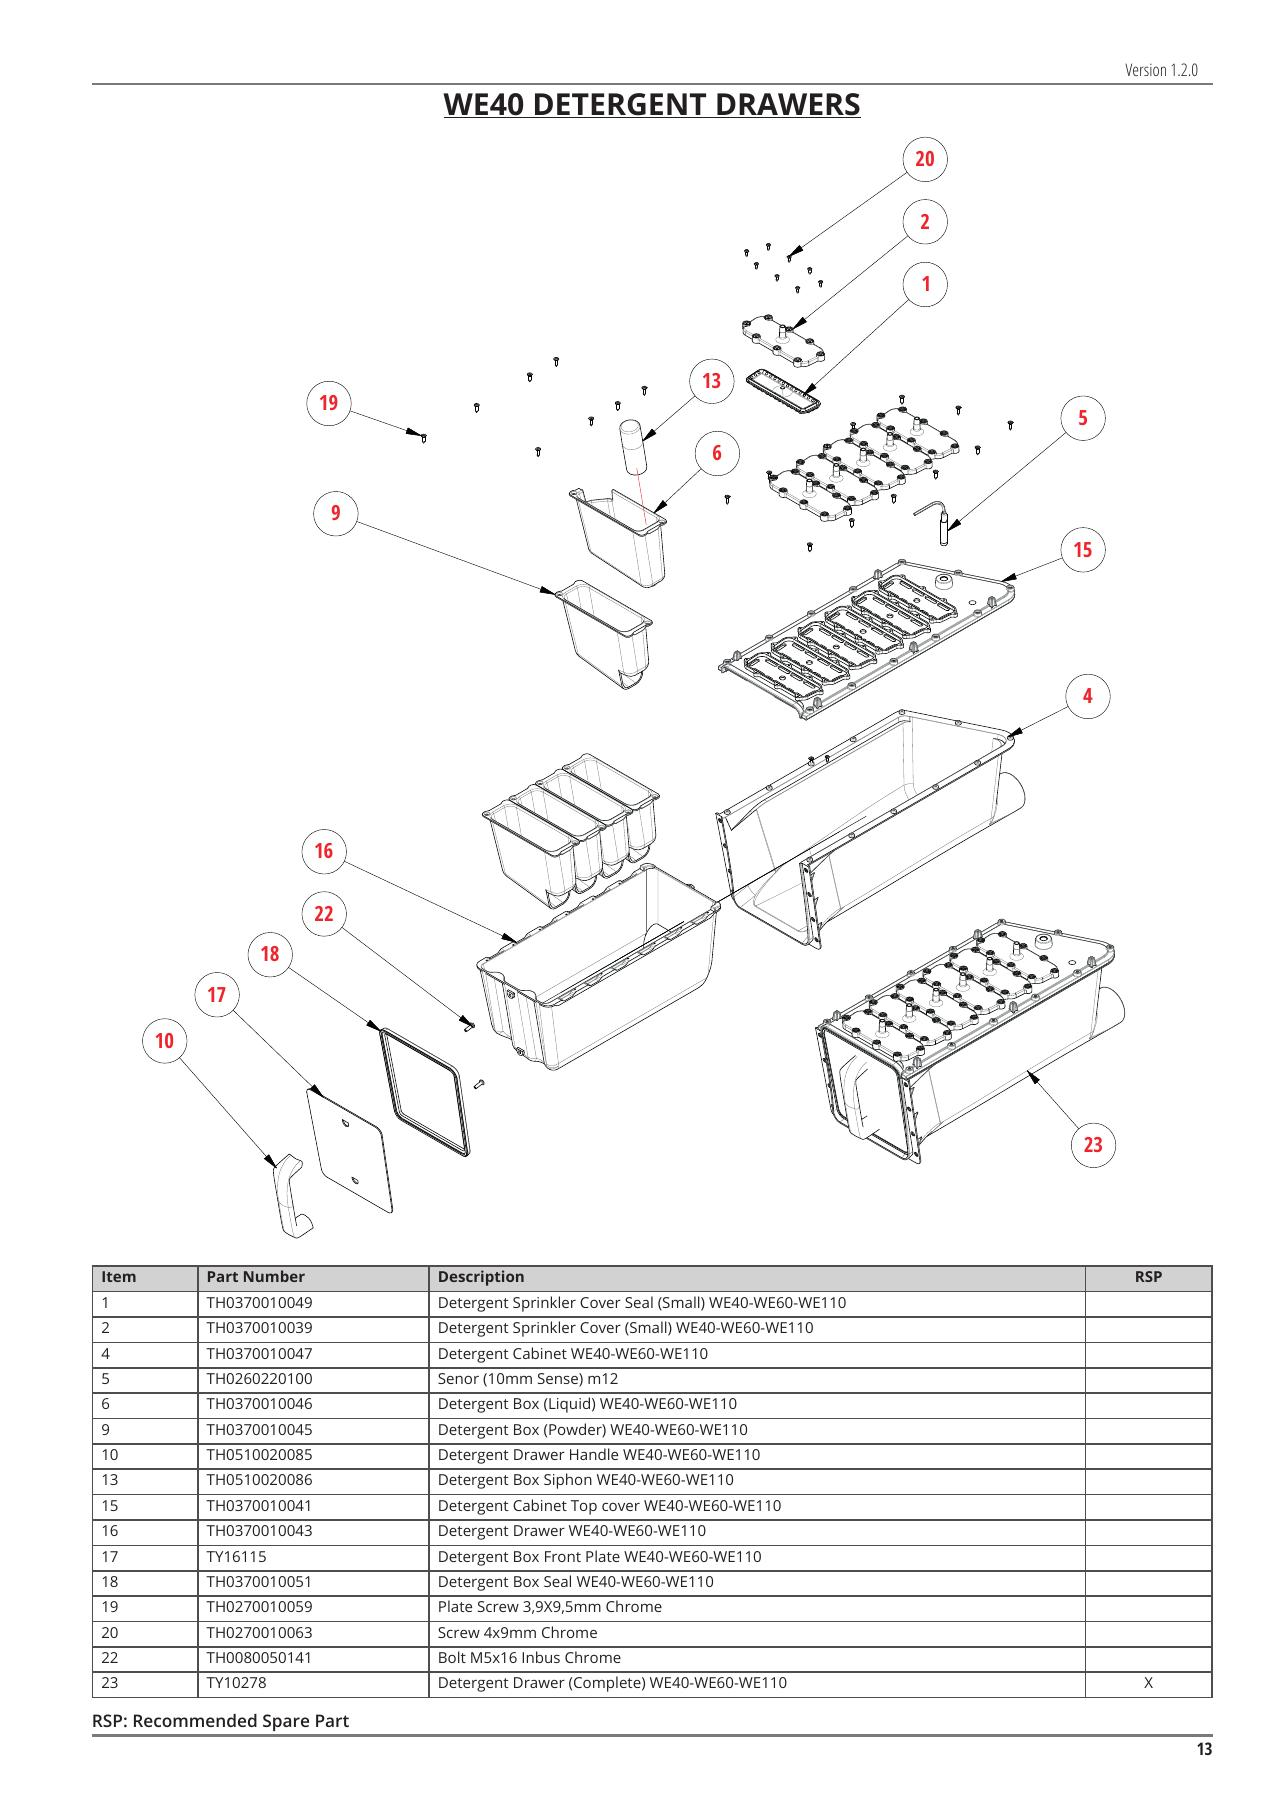 Version 1.2.0
WE40 DETERGENT DRAWERS
20
2
1
13
19
5
6
9
15
4
16
22
18
17
10
23
Item Part Number Description RSP
1 TH0370010049 Detergent Sprinkler Cover Seal (Small) WE40-WE60-WE110
2 TH0370010039 Detergent Sprinkler Cover (Small) WE40-WE60-WE110
4 TH0370010047 Detergent Cabinet WE40-WE60-WE110
5 TH0260220100 Senor (10mm Sense) m12
6 TH0370010046 Detergent Box (Liquid) WE40-WE60-WE110
9 TH0370010045 Detergent Box (Powder) WE40-WE60-WE110
10 TH0510020085 Detergent Drawer Handle WE40-WE60-WE110
13 TH0510020086 Detergent Box Siphon WE40-WE60-WE110
15 TH0370010041 Detergent Cabinet Top cover WE40-WE60-WE110
16 TH0370010043 Detergent Drawer WE40-WE60-WE110
17 TY16115 Detergent Box Front Plate WE40-WE60-WE110
18 TH0370010051 Detergent Box Seal WE40-WE60-WE110
19 TH0270010059 Plate Screw 3,9X9,5mm Chrome
20 TH0270010063 Screw 4x9mm Chrome
22 TH0080050141 Bolt M5x16 Inbus Chrome
23 TY10278 Detergent Drawer (Complete) WE40-WE60-WE110 X
RSP: Recommended Spare Part
13